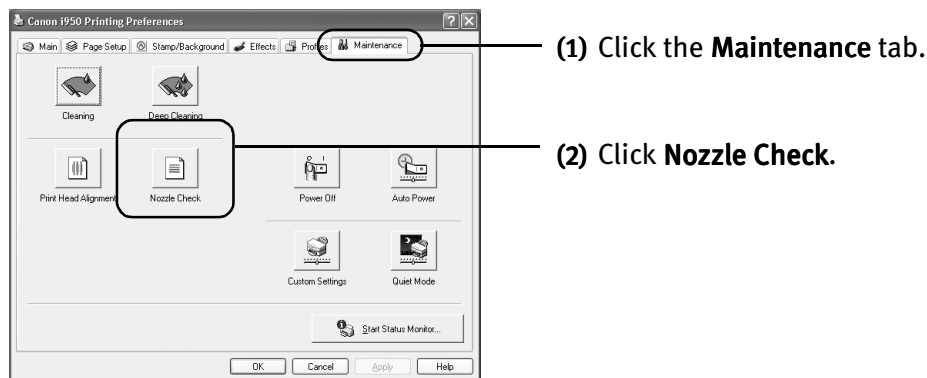 Canon i950 Printing Preferences
Main Page Setup Stamp/Background Effects Profiles Maintenance
(1) Click the Maintenance tab.
Cleaning Deep Cleaning
(2) Click Nozzle Check.
Print Head Alignment Nozzle Check Power Off Auto Power
Custom Settings Quiet Mode
Start Status Monitor...
OK Cancel Apply Help